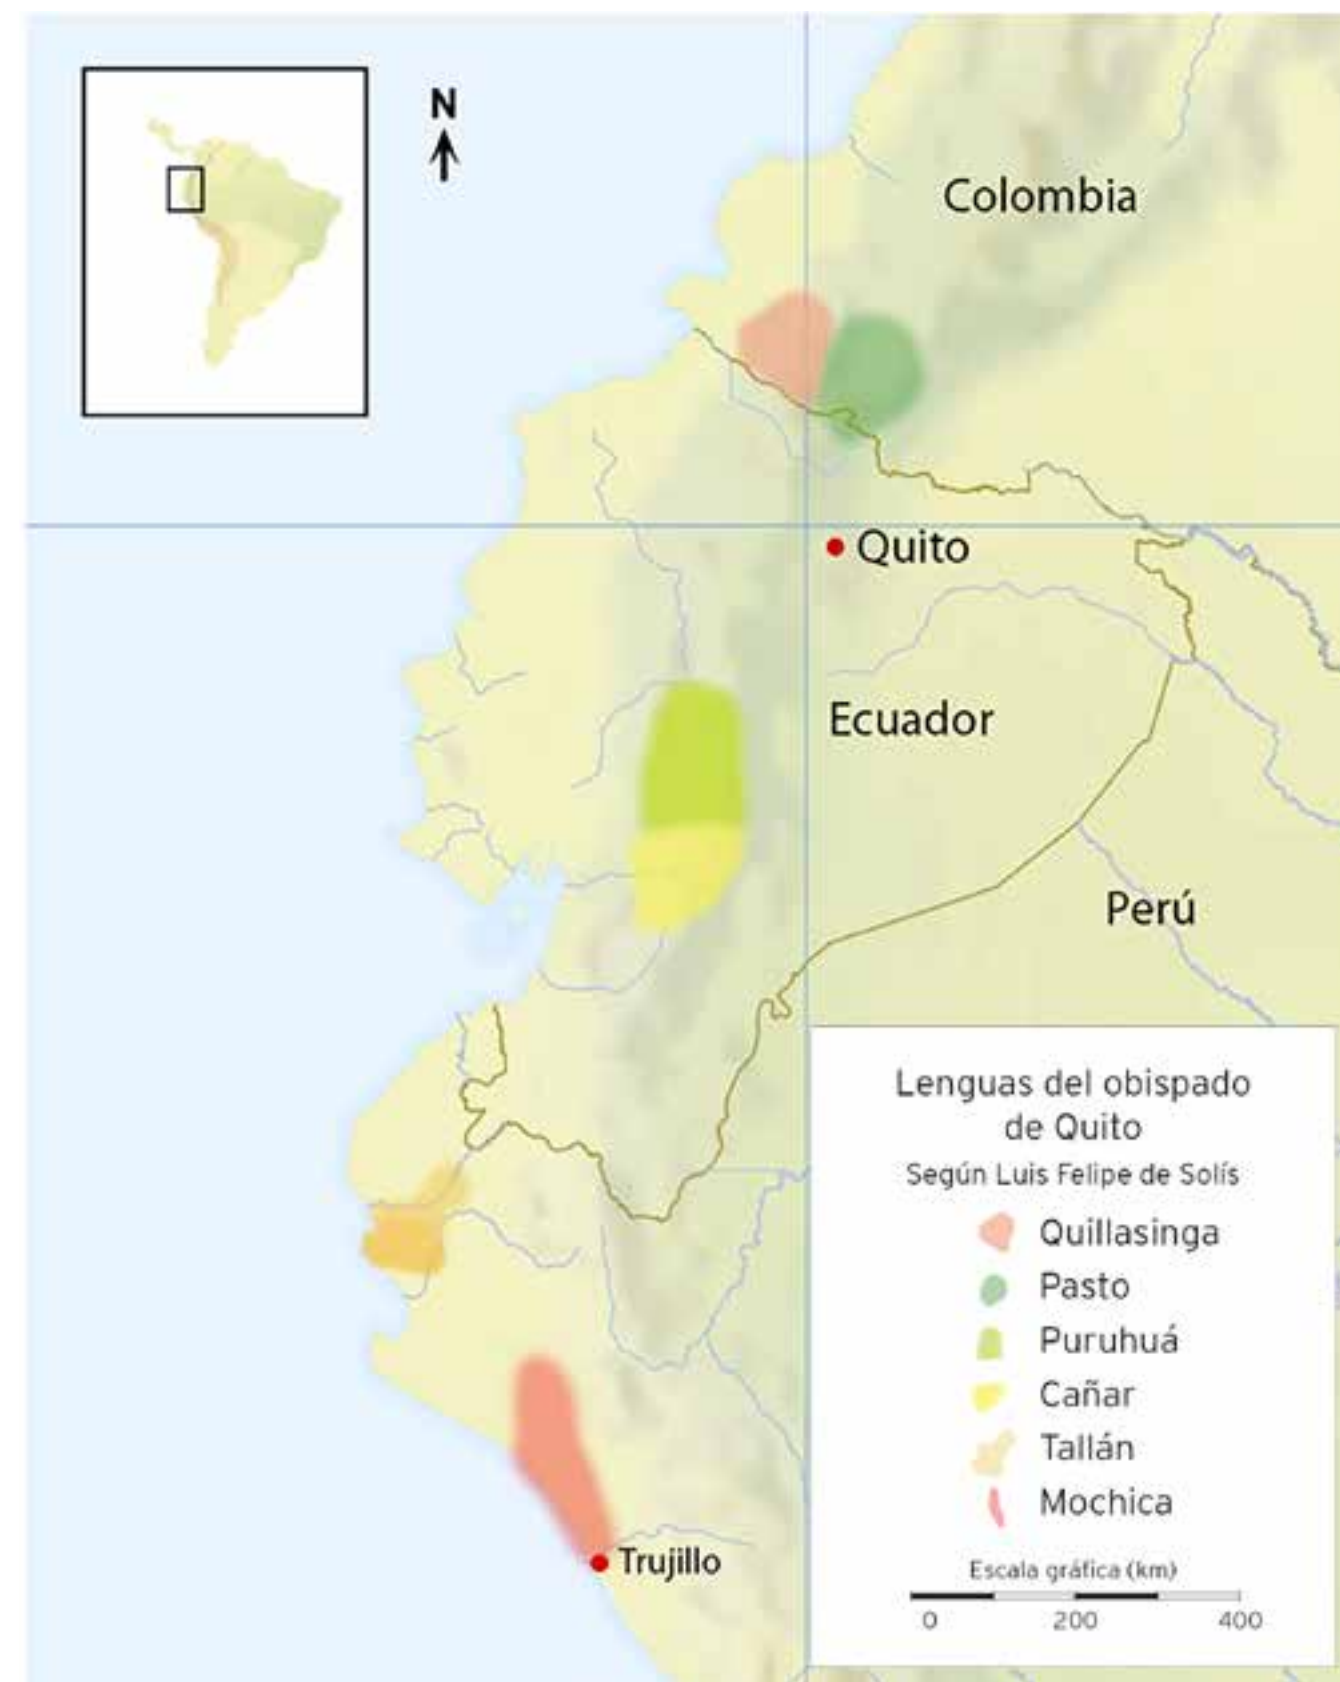 N
Colombia
Quito
Ecuador
Perú
Trujillo
Lenguas del obispado
de Quito
Según Luis Felipe de Solís
Quillasinga
Pasto
Puruhuá
Cañar
Tallán
Mochica
Escala gráfica (km)
0 200 400